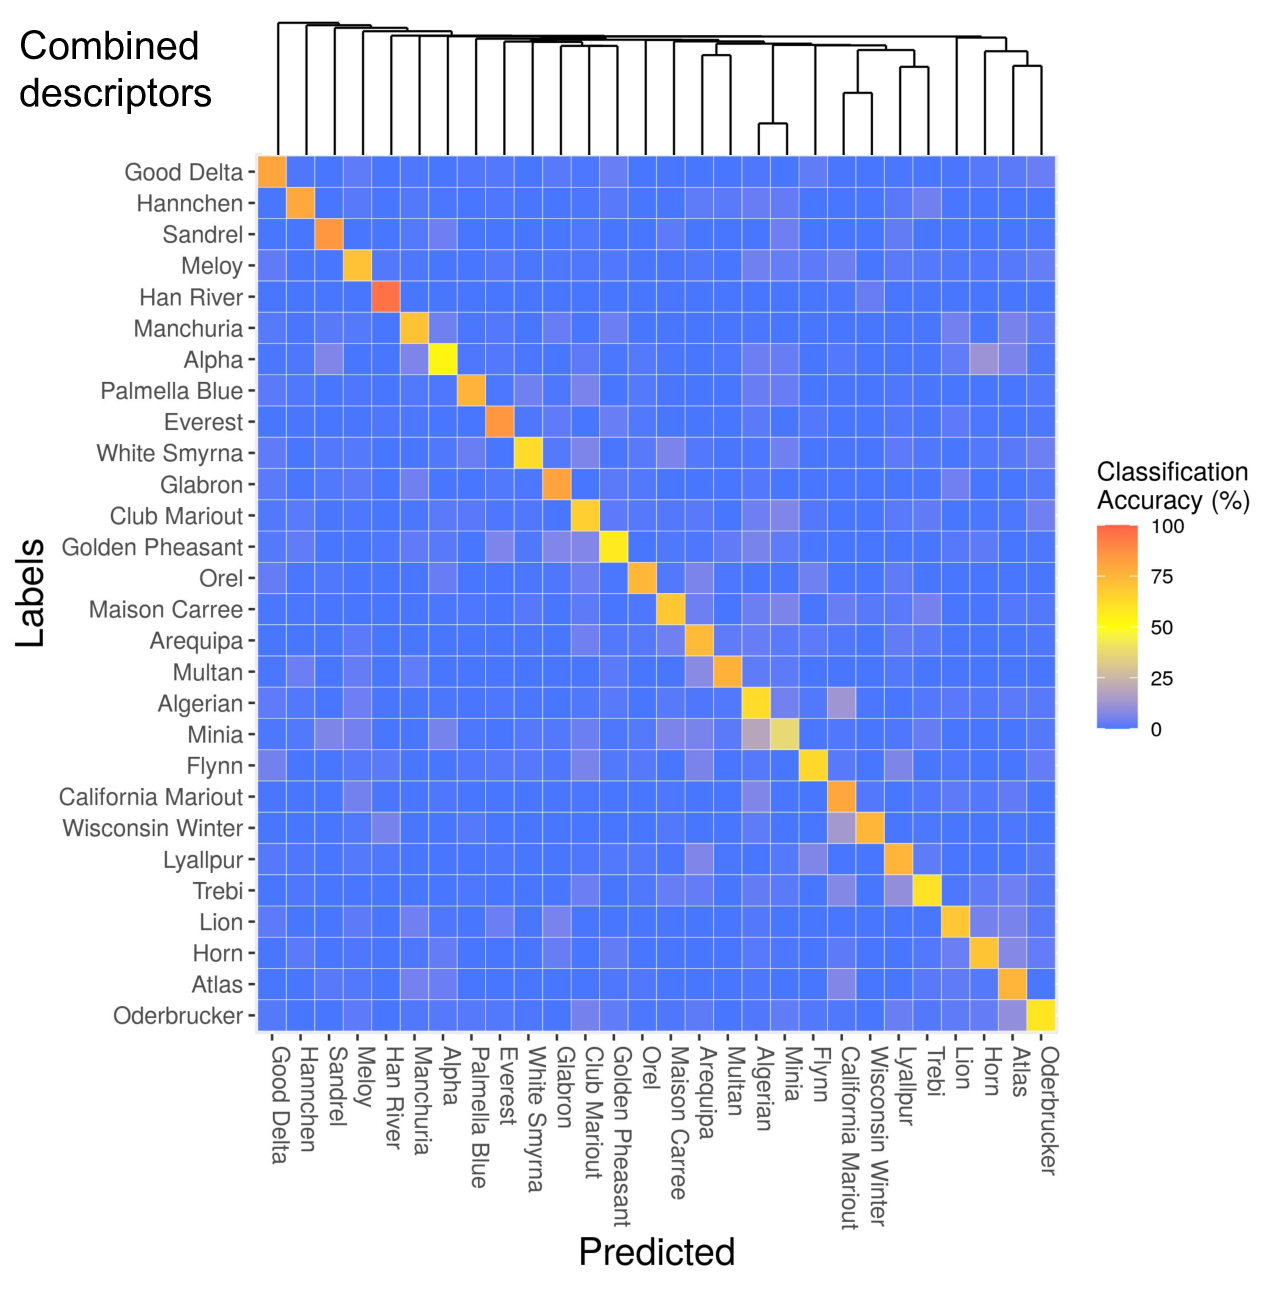 Combined
descriptors
Good Delta
Hannchen
Sandrel
Meloy
Han River
Manchuria
Alpha
Palmella Blue
Everest
White Smyrna
Glabron
Club Mariout
Golden Pheasant
Orel
Maison Carree
Arequipa
Multan
Algerian
Minia
Flynn
California Mariout
Wisconsin Winter
Lyallpur
Trebi
Lion
Horn
Atlas
Oderbrucker
Labels
Classification
Accuracy (%)
100
75
50
25
0
Good Delta
Hannchen
Sandrel
Meloy
Han River
Manchuria
Alpha
Palmella Blue
Everest
White Smyrna
Glabron
Club Mariout
Golden Pheasant
Orel
Maison Carree
Arequipa
Multan
Algerian
Minia
Flynn
California Mariout
Wisconsin Winter
Lyallpur
Trebi
Lion
Horn
Atlas
Oderbrucker
Predicted